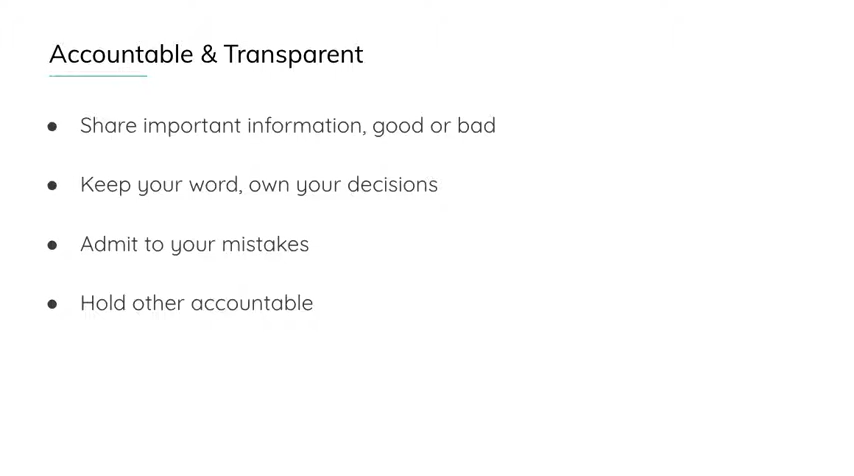 Accountable & Transparent
● Share important information, good or bad
● Keep your word, own your decisions
● Admit to your mistakes
● Hold other accountable